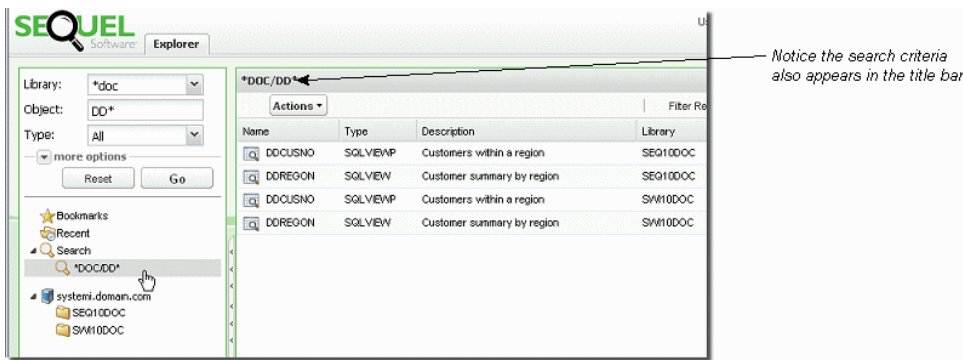 SEQUEL
Software
Explorer
Us
Notice the search criteria
also appears in the title bar
Library:
*doc
Object:
DD*
Type:
All
more options
Reset
Go
Bookmarks
Recent
Search
*DOC/DD*
systemi.domain.com
SEQ10DOC
SWI10DOC
*DOC/DD*
Actions
Filter Re
Name Type Description Library
DDCUSNO SQLVIEWP Customers within a region SEQ10DOC
DDREGON SQLVIEW Customer summary by region SEQ10DOC
DDCUSNO SQLVIEWP Customers within a region SWI10DOC
DDREGON SQLVIEW Customer summary by region SWI10DOC